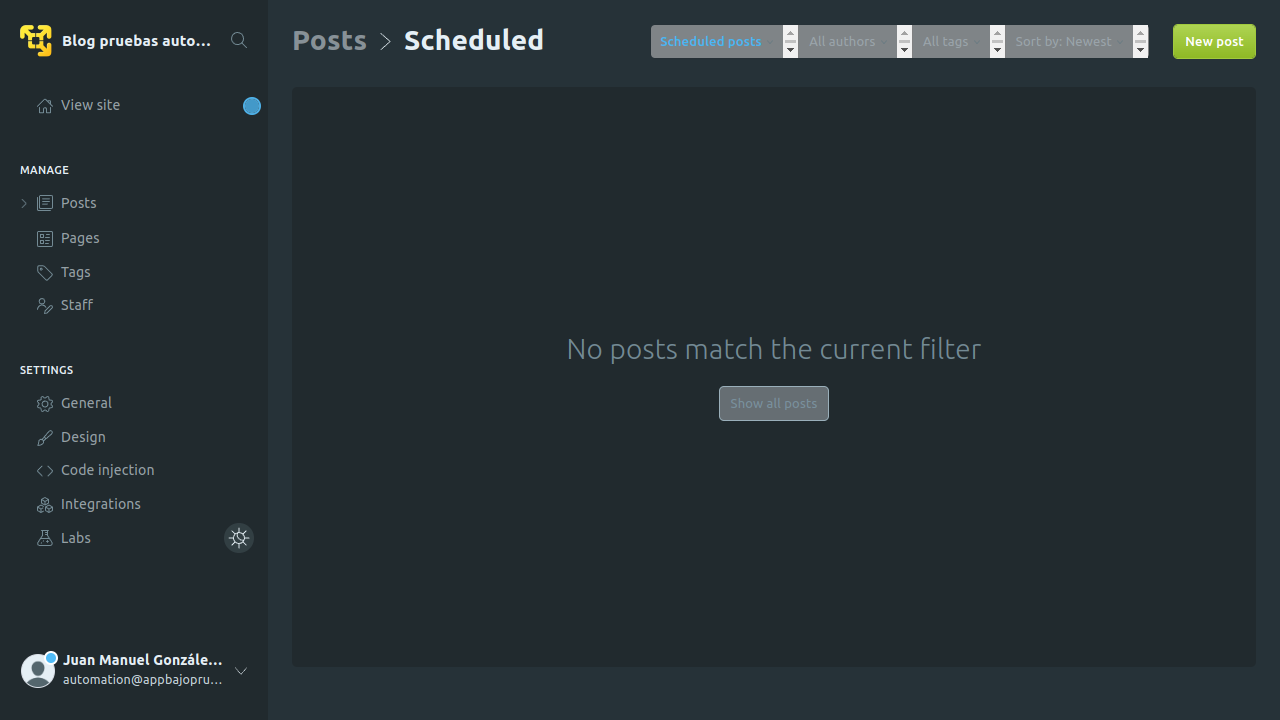 Blog pruebas auto...
View site
MANAGE
Posts
Pages
Tags
Staff
SETTINGS
General
Design
Code injection
Integrations
Labs
Juan Manuel Gonzále...
automation@appbajopru...
Posts > Scheduled
Scheduled posts All authors All tags Sort by: Newest New post
No posts match the current filter
Show all posts